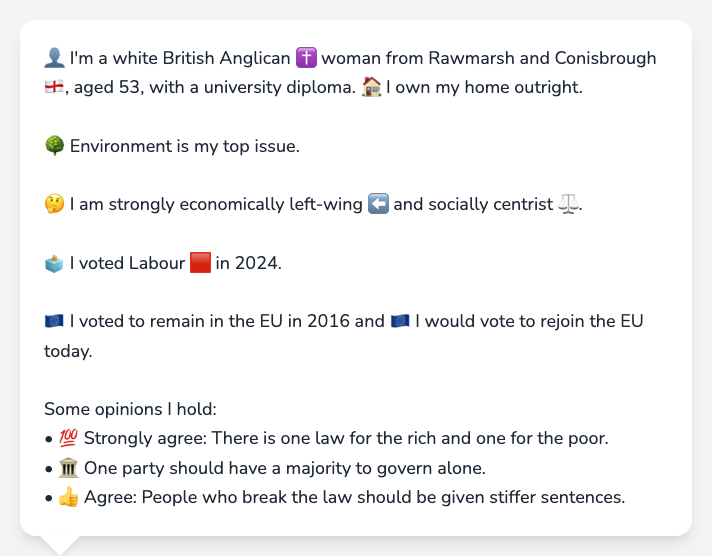 👤 I'm a white British Anglican ✝️ woman from Rawmarsh and Conisbrough
🏴󠁧󠁢󠁥󠁮󠁧󠁿, aged 53, with a university diploma. 🏠 I own my home outright.
🌳 Environment is my top issue.
🤔 I am strongly economically left-wing ⬅️ and socially centrist ⚖️.
🗳️ I voted Labour 🟥 in 2024.
🇪🇺 I voted to remain in the EU in 2016 and 🇪🇺 I would vote to rejoin the EU
today.
Some opinions I hold:
• 💯 Strongly agree: There is one law for the rich and one for the poor.
• 🏛️ One party should have a majority to govern alone.
• 👍 Agree: People who break the law should be given stiffer sentences.